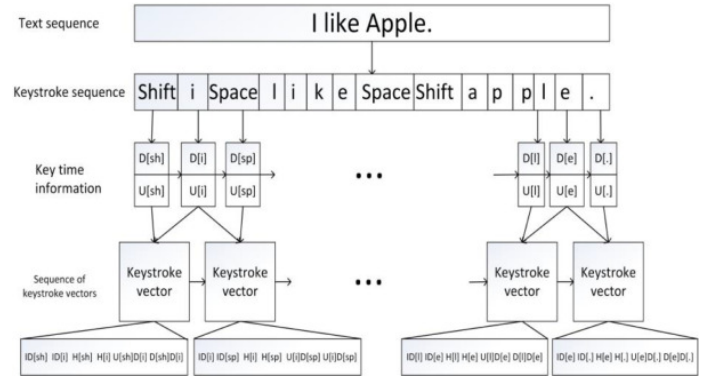 Text sequence
I like Apple.
Keystroke sequence
Shift i Space l i k e Space Shift a p p l e .
D[sh] D[i] D[sp] D[l] D[e] D[.]
Key time
information
...
U[sh] U[i] U[sp] U[l] U[e] U[.]
Sequence of
keystroke vectors
Keystroke
vector
Keystroke
vector
...
Keystroke
vector
Keystroke
vector
ID[sh] ID[i] H[sh] H[i] U[sh]D[i] D[sh]D[i]
ID[i] ID[sp] H[i] H[sp] U[i]D[sp] U[i]D[sp]
ID[l] ID[e] H[l] H[e] U[l]D[e] D[l]D[e]
ID[e] ID[.] H[e] H[.] U[e]D[.] D[e]D[.]